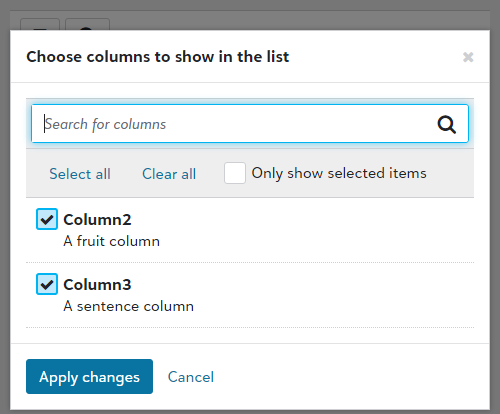 Choose columns to show in the list
Search for columns
Select all Clear all Only show selected items
Column2
A fruit column
Column3
A sentence column
Apply changes Cancel